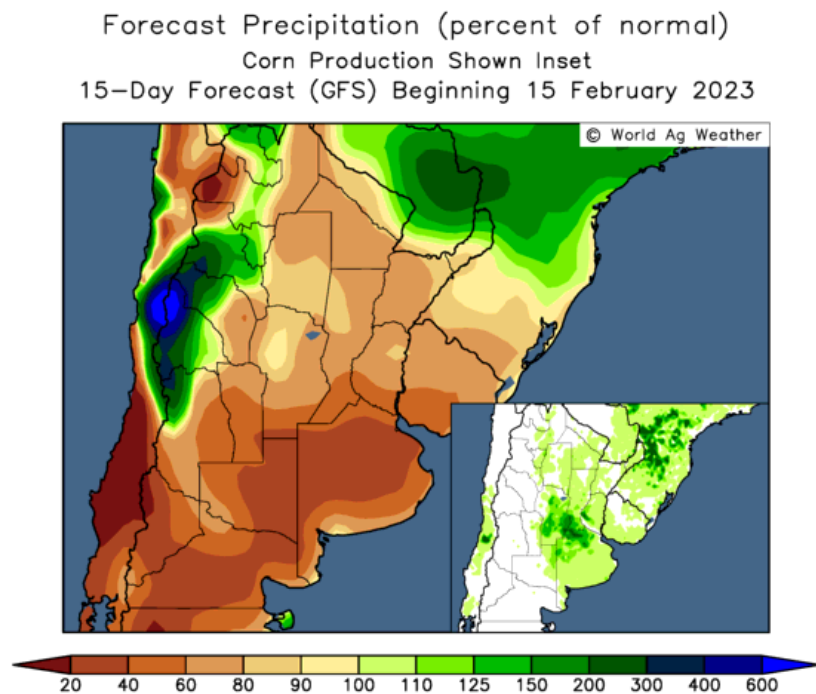 Forecast Precipitation (percent of normal)
Corn Production Shown Inset
15-Day Forecast (GFS) Beginning 15 February 2023
© World Ag Weather
20 40 60 80 90 100 110 125 150 200 300 400 600